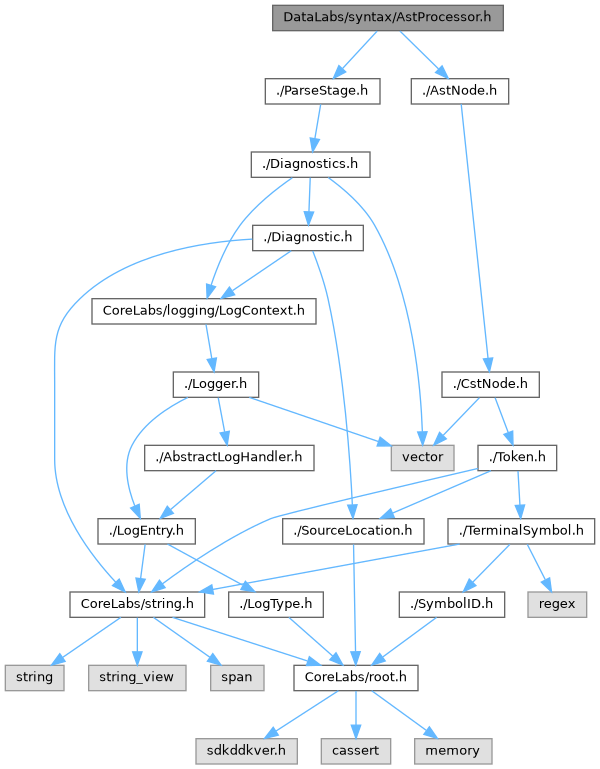 DataLabs/syntax/AstProcessor.h
./ParseStage.h
./AstNode.h
./Diagnostics.h
./Diagnostic.h
CoreLabs/logging/LogContext.h
./Logger.h
./CstNode.h
./AbstractLogHandler.h
vector
./Token.h
./LogEntry.h
./SourceLocation.h
./TerminalSymbol.h
CoreLabs/string.h
./LogType.h
./SymbolID.h
regex
string
string_view
span
CoreLabs/root.h
sdkddkver.h
cassert
memory